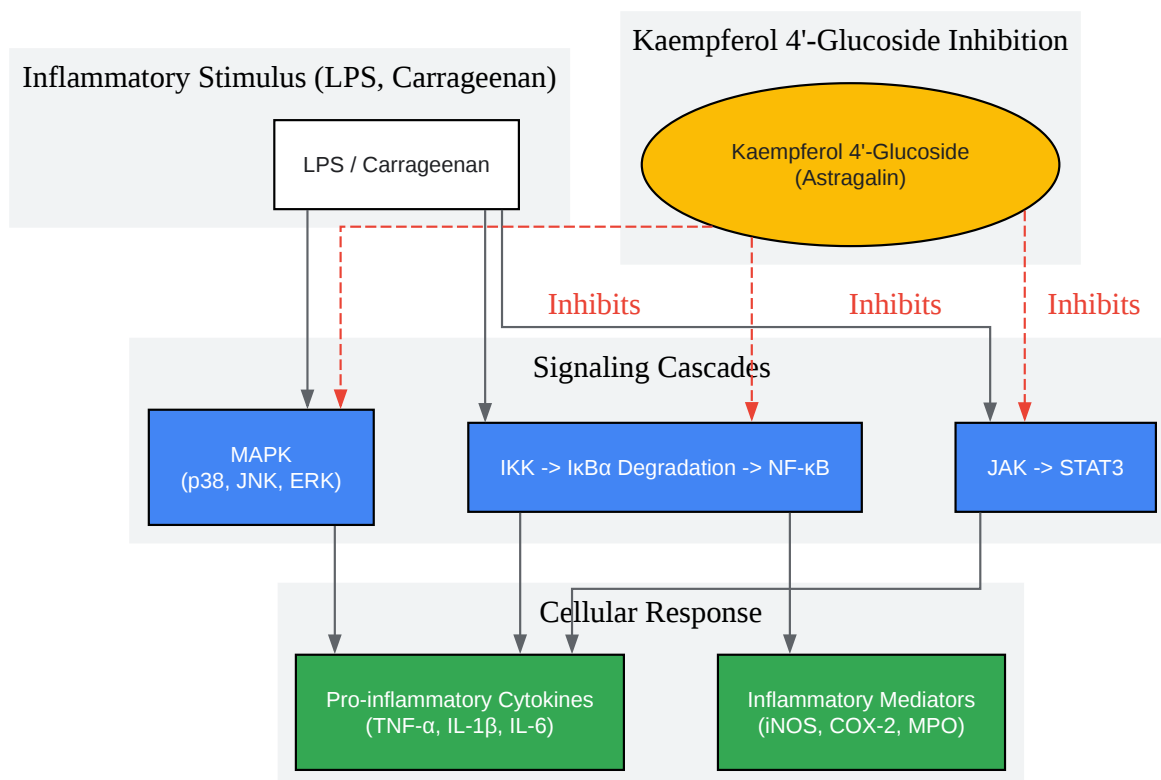 Kaempferol 4'-Glucoside Inhibition
Inflammatory Stimulus (LPS, Carrageenan)
LPS / Carrageenan
Kaempferol 4'-Glucoside
(Astragalin)
Inhibits
Inhibits
Inhibits
Signaling Cascades
MAPK
(p38, JNK, ERK)
IKK -> IκBα Degradation -> NF-κB
JAK -> STAT3
Cellular Response
Pro-inflammatory Cytokines
(TNF-α, IL-1β, IL-6)
Inflammatory Mediators
(iNOS, COX-2, MPO)